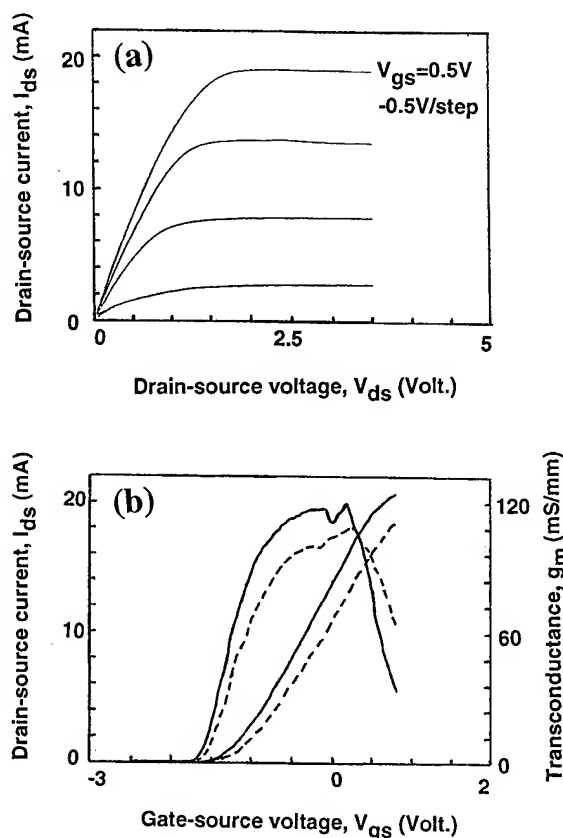 (a)
Drain-source current, Ids (mA)
20
10
0
Vgs=0.5V
-0.5V/step
0
2.5
5
Drain-source voltage, Vds (Volt.)
(b)
Drain-source current, Ids (mA)
20
10
0
120
60
0
Transconductance, gm (mS/mm)
-3
0
2
Gate-source voltage, Vgs (Volt.)